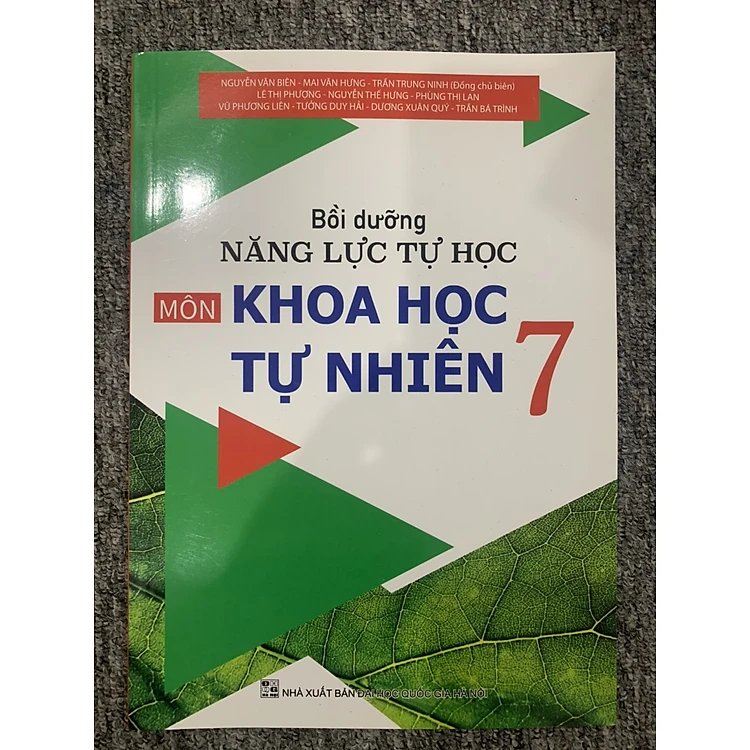 NGUYỄN VĂN BIÊN - MAI VĂN HƯNG - TRẦN TRUNG NINH (Đồng chủ biên)
LÊ THỊ PHƯỢNG - NGUYỄN THẾ HƯNG - PHÙNG THỊ LAN
VŨ PHƯƠNG LIÊN - TƯỞNG DUY HẢI - DƯƠNG XUÂN QUÝ - TRẦN BÁ TRÌNH
Bồi dưỡng
NĂNG LỰC TỰ HỌC
MÔN KHOA HỌC
TỰ NHIÊN 7
NHÀ XUẤT BẢN ĐẠI HỌC QUỐC GIA HÀ NỘI